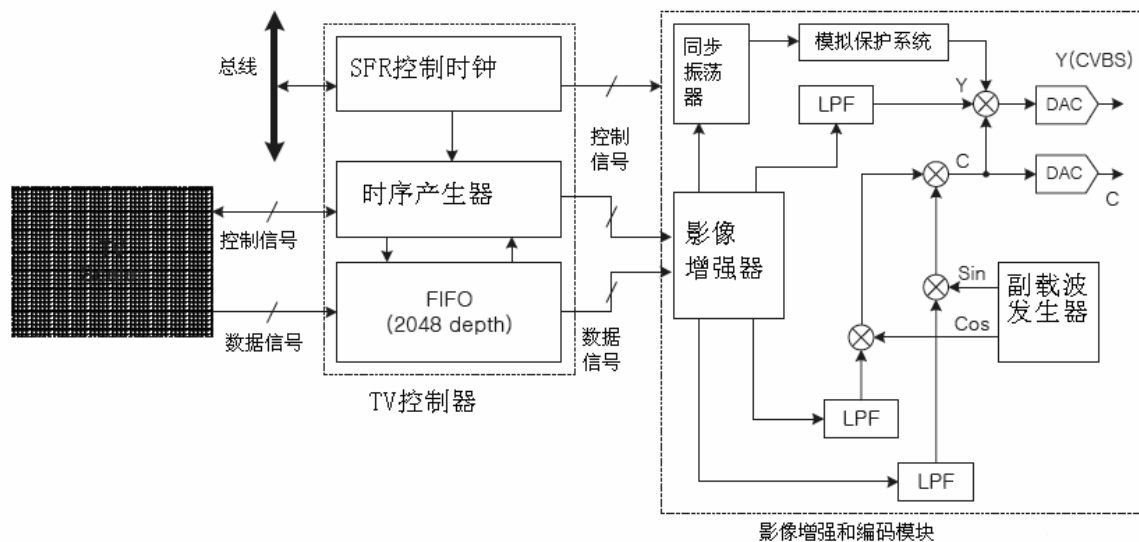 总线
SFR控制时钟
控制
信号
时序产生器
控制信号
FIFO
(2048 depth)
数据信号
数据
信号
TV控制器
同步
振荡
器
模拟保护系统
Y(CVBS)
LPF
Y
DAC
C
DAC
C
影像
增强器
Sin
副载波
发生器
Cos
LPF
LPF
影像增强和编码模块